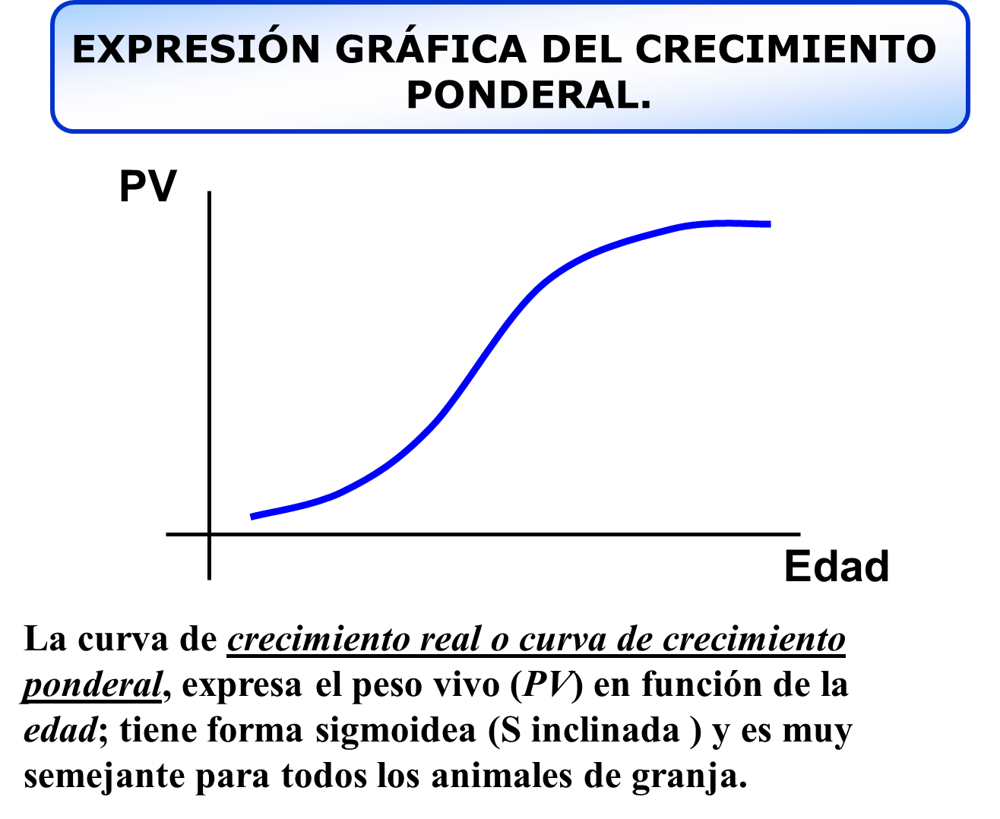 EXPRESIÓN GRÁFICA DEL CRECIMIENTO
PONDERAL.
PV
Edad
La curva de crecimiento real o curva de crecimiento
ponderal, expresa el peso vivo (PV) en función de la
edad; tiene forma sigmoidea (S inclinada ) y es muy
semejante para todos los animales de granja.